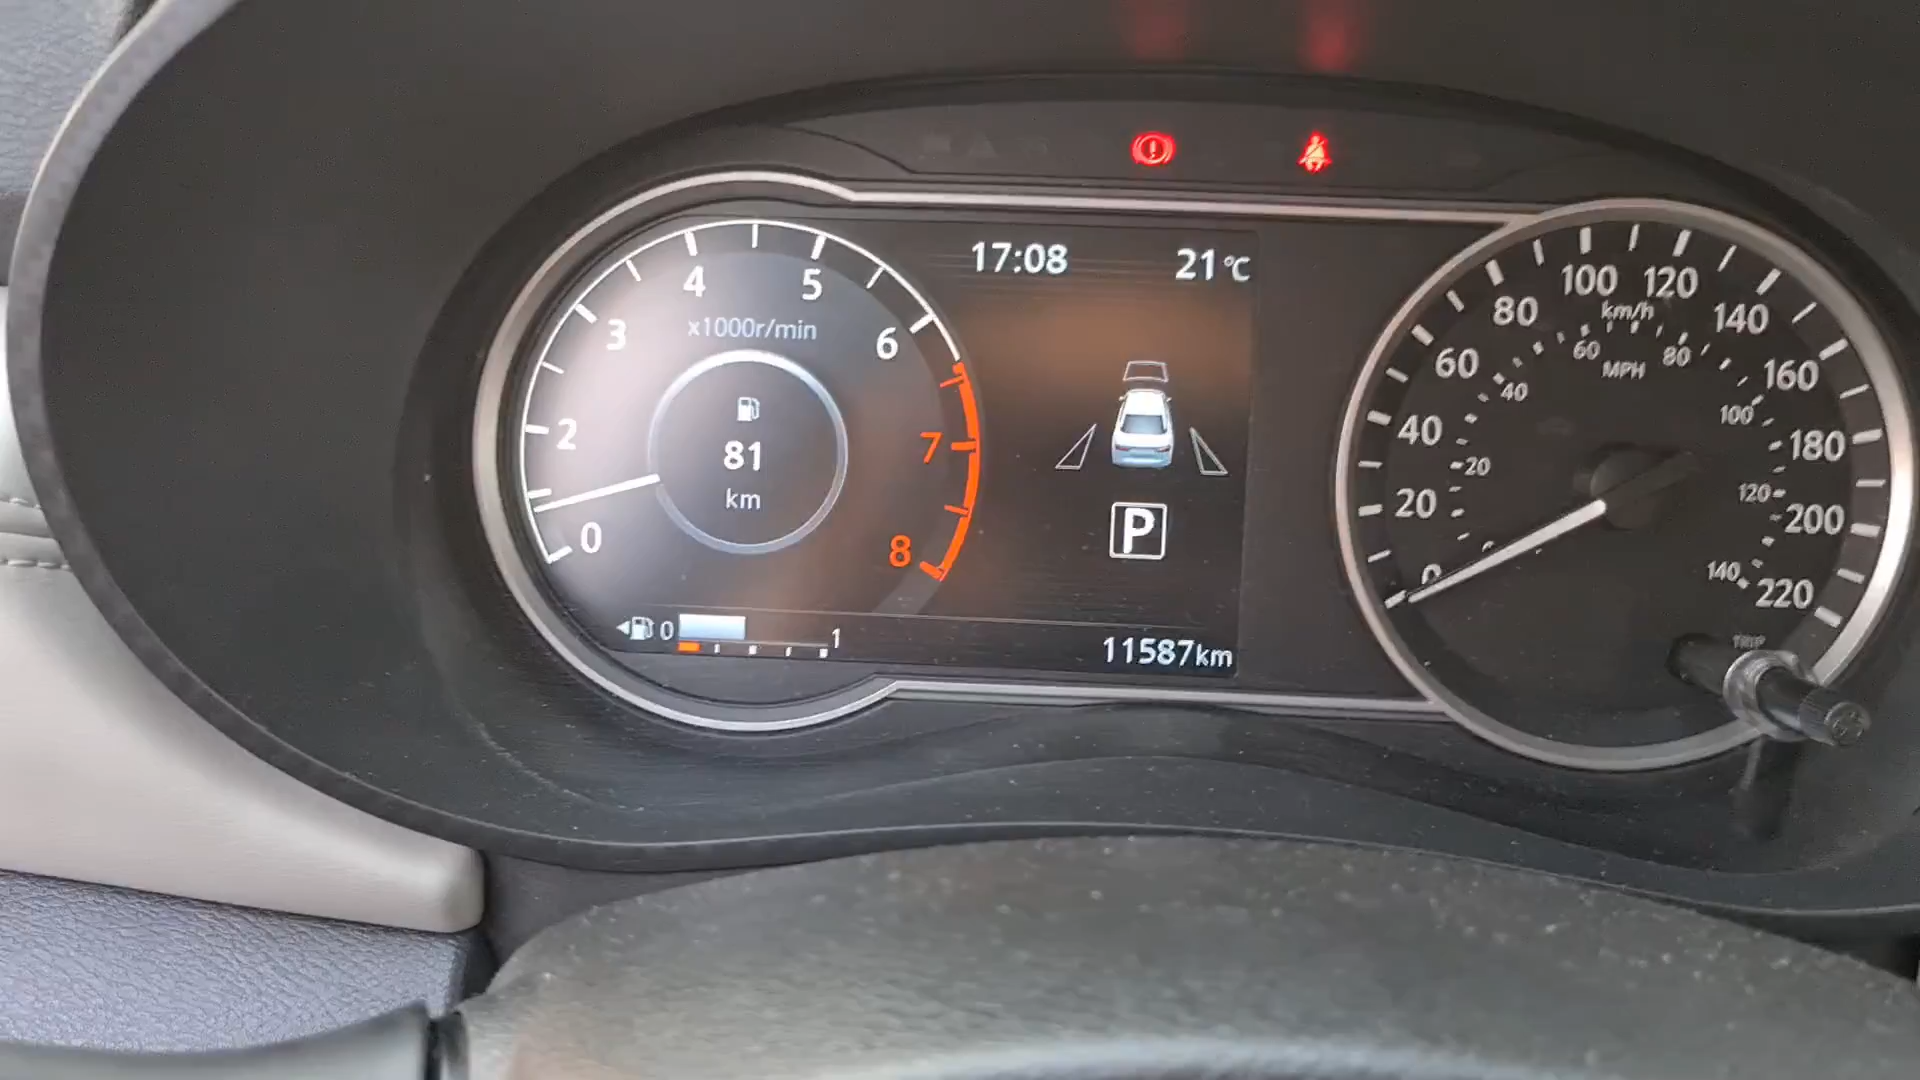 17:08 21°C
4 5
3 x1000r/min 6
2 7
0 8
81
km
P
0 1
11587km
100 120
80 km/h 140
60 60 80 160
MPH
40 40 100 180
20 20 120 200
0 0 140 220
TRIP